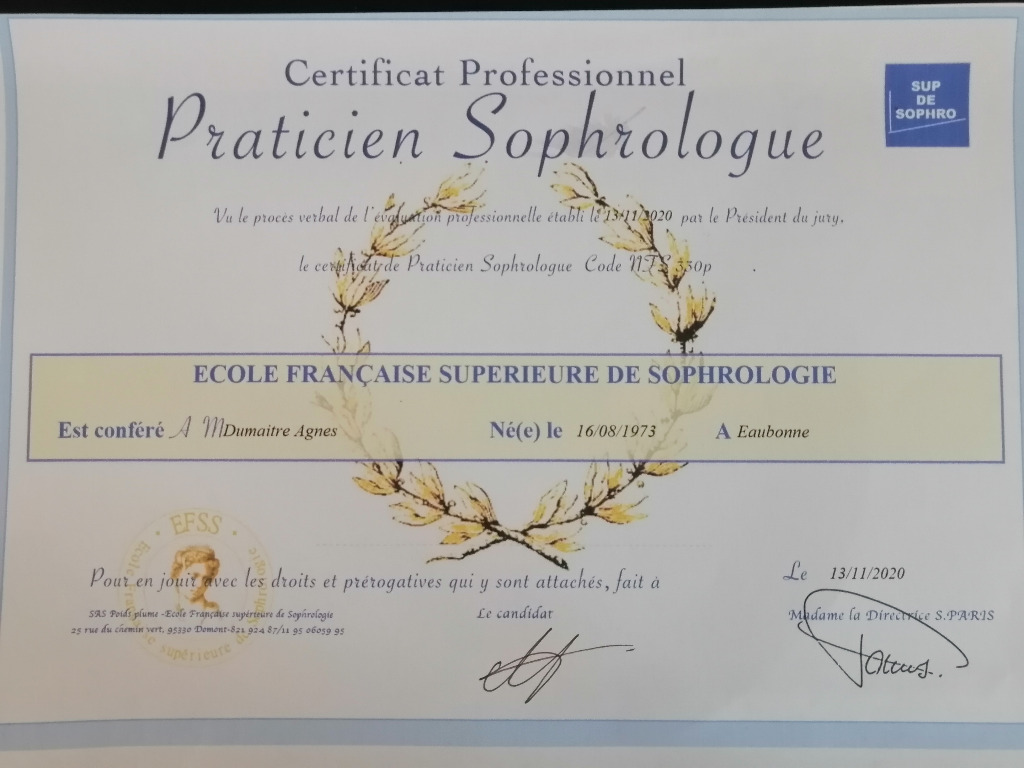 Certificat Professionnel
Praticien Sophrologue
SUP
DE
SOPHRO
Vu le procès verbal de l'évaluation professionnelle établi le 13/11/2020 par le Président du jury,
le certificat de Praticien Sophrologue Code NFS 330p
ECOLE FRANÇAISE SUPERIEURE DE SOPHROLOGIE
Est conféré A M Dumaitre Agnes Né(e) le 16/08/1973 A Eaubonne
EFSS
Pour en jouir avec les droits et prérogatives qui y sont attachés, fait à
Le 13/11/2020
SAS Poids plume -Ecole Française supérieure de Sophrologie
25 rue du chemin vert, 95330 Domont-821 924 87/11 95 06059 95
Le candidat
Madame la Directrice S.PARIS